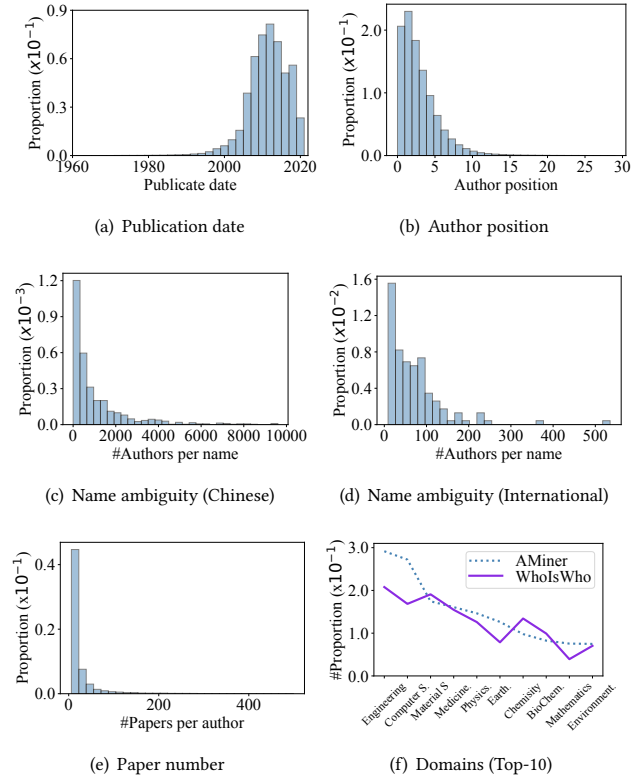 0.9
0.6
0.3
0.0
Proportion (x10⁻¹)
1960 1980 2000 2020
Publicate date
(a) Publication date
2.0
1.0
0.0
Proportion (x10⁻¹)
0 5 10 15 20 25 30
Author position
(b) Author position
1.2
0.9
0.6
0.3
0.0
Proportion (x10⁻³)
0 2000 4000 6000 8000 10000
#Authors per name
(c) Name ambiguity (Chinese)
1.6
1.2
0.8
0.4
0.0
Proportion (x10⁻²)
0 100 200 300 400 500
#Authors per name
(d) Name ambiguity (International)
0.4
0.2
0.0
Proportion (x10⁻¹)
0 200 400
#Papers per author
(e) Paper number
3.0
2.0
1.0
0.0
#Proportion (x10⁻¹)
AMiner
WhoIsWho
Engineering
Computer S.
Material S
Medicine.
Physics.
Earth.
Chemisity
BioChem.
Mathematics
Environment.
(f) Domains (Top-10)